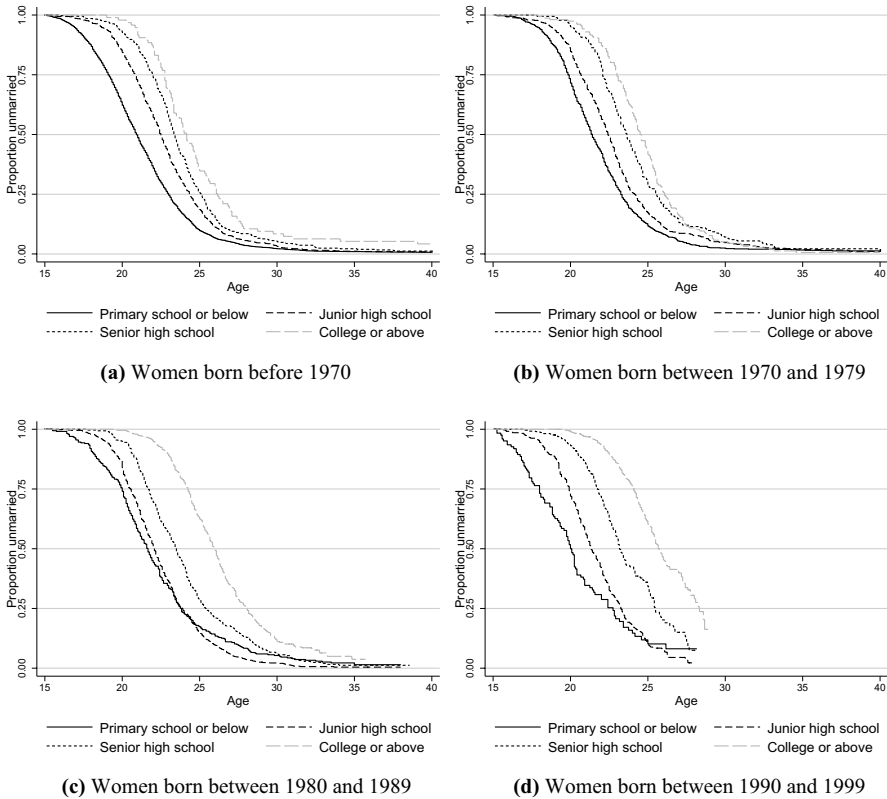 Proportion unmarried
1.00
0.75
0.50
0.25
0.00
15 20 25 30 35 40
Age
Primary school or below Junior high school
Senior high school College or above
(a) Women born before 1970
Proportion unmarried
1.00
0.75
0.50
0.25
0.00
15 20 25 30 35 40
Age
Primary school or below Junior high school
Senior high school College or above
(b) Women born between 1970 and 1979
Proportion unmarried
1.00
0.75
0.50
0.25
0.00
15 20 25 30 35 40
Age
Primary school or below Junior high school
Senior high school College or above
(c) Women born between 1980 and 1989
Proportion unmarried
1.00
0.75
0.50
0.25
0.00
15 20 25 30 35 40
Age
Primary school or below Junior high school
Senior high school College or above
(d) Women born between 1990 and 1999